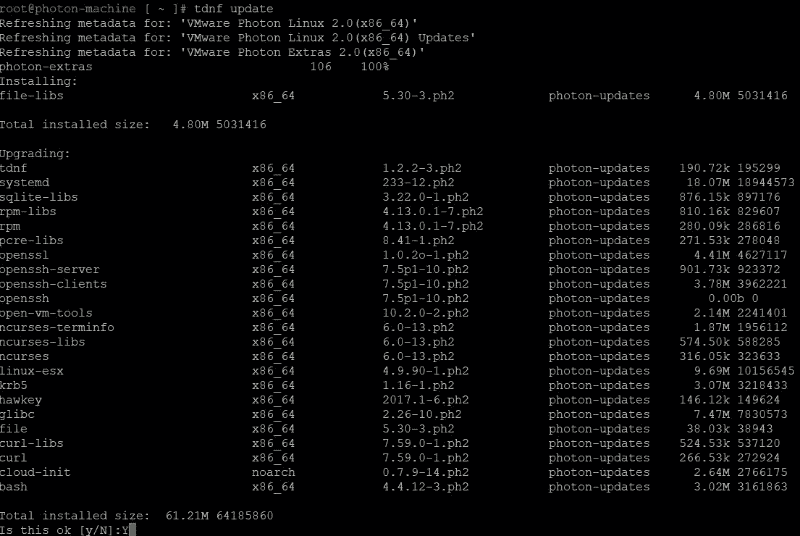 root@photon-machine [ ~ ]# tdnf update
Refreshing metadata for: 'VMware Photon Linux 2.0(x86_64)'
Refreshing metadata for: 'VMware Photon Linux 2.0(x86_64) Updates'
Refreshing metadata for: 'VMware Photon Extras 2.0(x86_64)'
photon-extras 106 100%
Installing:
file-libs x86_64 5.30-3.ph2 photon-updates 4.80M 5031416
Total installed size: 4.80M 5031416
Upgrading:
tdnf x86_64 1.2.2-3.ph2 photon-updates 190.72k 195299
systemd x86_64 233-12.ph2 photon-updates 18.07M 18944573
sqlite-libs x86_64 3.22.0-1.ph2 photon-updates 876.15k 897176
rpm-libs x86_64 4.13.0.1-7.ph2 photon-updates 810.16k 829607
rpm x86_64 4.13.0.1-7.ph2 photon-updates 280.09k 286816
pcre-libs x86_64 8.41-1.ph2 photon-updates 271.53k 278048
openssl x86_64 1.0.2o-1.ph2 photon-updates 4.41M 4627117
openssh-server x86_64 7.5p1-10.ph2 photon-updates 901.73k 923372
openssh-clients x86_64 7.5p1-10.ph2 photon-updates 3.78M 3962221
openssh x86_64 7.5p1-10.ph2 photon-updates 0.00b 0
open-vm-tools x86_64 10.2.0-2.ph2 photon-updates 2.14M 2241401
ncurses-terminfo x86_64 6.0-13.ph2 photon-updates 1.87M 1956112
ncurses-libs x86_64 6.0-13.ph2 photon-updates 574.50k 588285
ncurses x86_64 6.0-13.ph2 photon-updates 316.05k 323633
linux-esx x86_64 4.9.90-1.ph2 photon-updates 9.69M 10156545
krb5 x86_64 1.16-1.ph2 photon-updates 3.07M 3218433
hawkey x86_64 2017.1-6.ph2 photon-updates 146.12k 149624
glibc x86_64 2.26-10.ph2 photon-updates 7.47M 7830573
file x86_64 5.30-3.ph2 photon-updates 38.03k 38943
curl-libs x86_64 7.59.0-1.ph2 photon-updates 524.53k 537120
curl x86_64 7.59.0-1.ph2 photon-updates 266.53k 272924
cloud-init noarch 0.7.9-14.ph2 photon-updates 2.64M 2766175
bash x86_64 4.4.12-3.ph2 photon-updates 3.02M 3161863
Total installed size: 61.21M 64185860
Is this ok [y/N]:Y